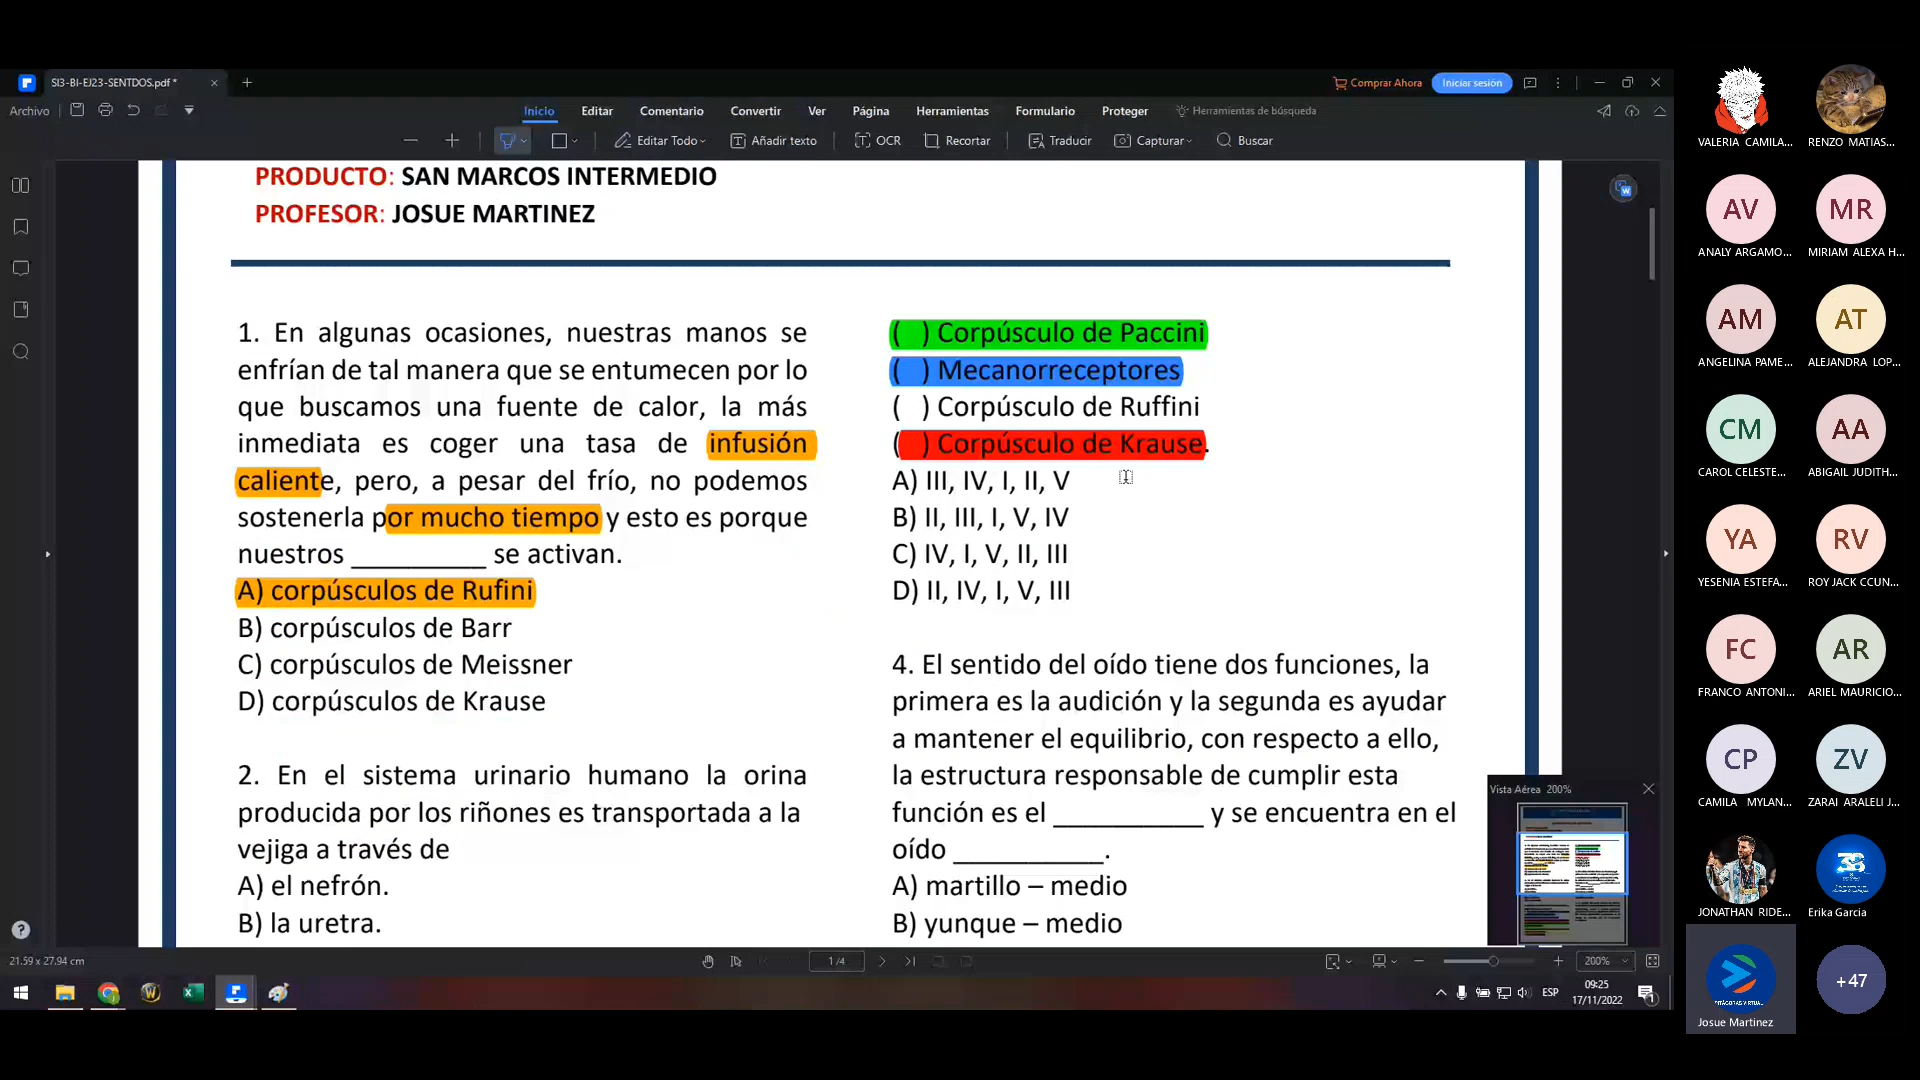 SI3-BI-EJ23-SENTDOS.pdf *
Comprar Ahora
Iniciar sesión
Archivo
Inicio
Editar
Comentario
Convertir
Ver
Página
Herramientas
Formulario
Proteger
Herramientas de búsqueda
Editar Todo
Añadir texto
OCR
Recortar
Traducir
Capturar
Buscar
PRODUCTO: SAN MARCOS INTERMEDIO
PROFESOR: JOSUE MARTINEZ
1. En algunas ocasiones, nuestras manos se
enfrían de tal manera que se entumecen por lo
que buscamos una fuente de calor, la más
inmediata es coger una tasa de infusión
caliente, pero, a pesar del frío, no podemos
sostenerla por mucho tiempo y esto es porque
nuestros _________ se activan.
A) corpúsculos de Rufini
B) corpúsculos de Barr
C) corpúsculos de Meissner
D) corpúsculos de Krause
2. En el sistema urinario humano la orina
producida por los riñones es transportada a la
vejiga a través de
A) el nefrón.
B) la uretra.
( ) Corpúsculo de Paccini
( ) Mecanorreceptores
( ) Corpúsculo de Ruffini
( ) Corpúsculo de Krause.
A) III, IV, I, II, V
B) II, III, I, V, IV
C) IV, I, V, II, III
D) II, IV, I, V, III
4. El sentido del oído tiene dos funciones, la
primera es la audición y la segunda es ayudar
a mantener el equilibrio, con respecto a ello,
la estructura responsable de cumplir esta
función es el __________ y se encuentra en el
oído __________.
A) martillo – medio
B) yunque – medio
Vista Aérea 200%
21.59 x 27.94 cm
1/4
200%
ESP
09:25
17/11/2022
VALERIA CAMILA...
RENZO MATIAS...
AV
ANALY ARGAMO...
MR
MIRIAM ALEXA H...
AM
ANGELINA PAME...
AT
ALEJANDRA LOP...
CM
CAROL CELESTE...
AA
ABIGAIL JUDITH...
YA
YESENIA ESTEFA...
RV
ROY JACK CCUN...
FC
FRANCO ANTONI...
AR
ARIEL MAURICIO...
CP
CAMILA MYLAN...
ZV
ZARAI ARALELI J...
JONATHAN RIDE...
Erika Garcia
PITÁGORAS VIRTUAL
Josue Martinez
+47